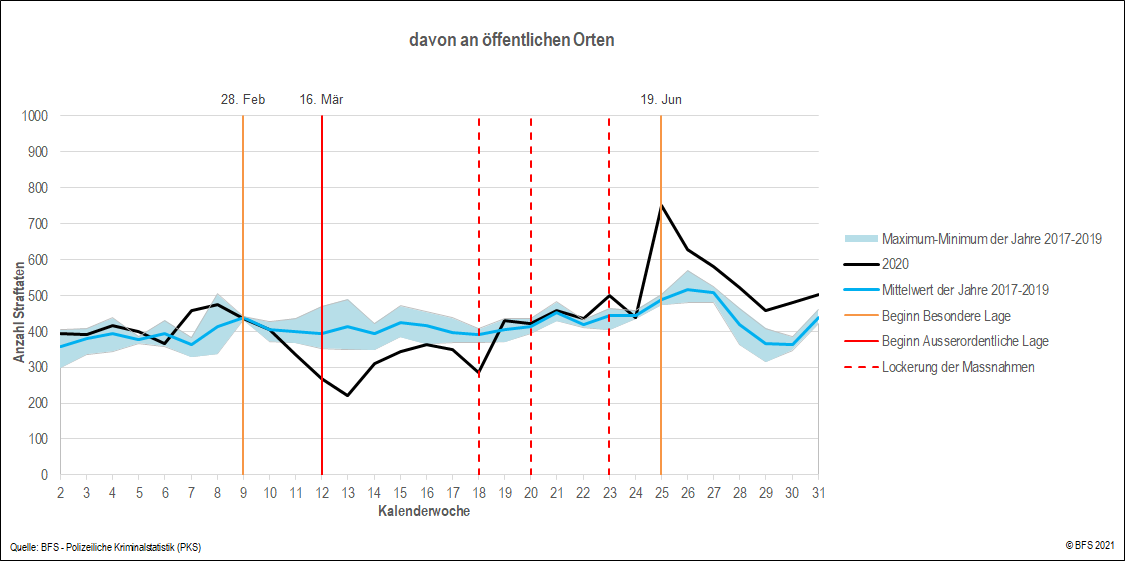 davon an öffentlichen Orten
28. Feb 16. Mär 19. Jun
1000
900
800
700
600
500
400
300
200
100
0
Anzahl Straftaten
2 3 4 5 6 7 8 9 10 11 12 13 14 15 16 17 18 19 20 21 22 23 24 25 26 27 28 29 30 31
Kalenderwoche
Maximum-Minimum der Jahre 2017-2019
2020
Mittelwert der Jahre 2017-2019
Beginn Besondere Lage
Beginn Ausserordentliche Lage
Lockerung der Massnahmen
Quelle: BFS - Polizeiliche Kriminalstatistik (PKS)
© BFS 2021